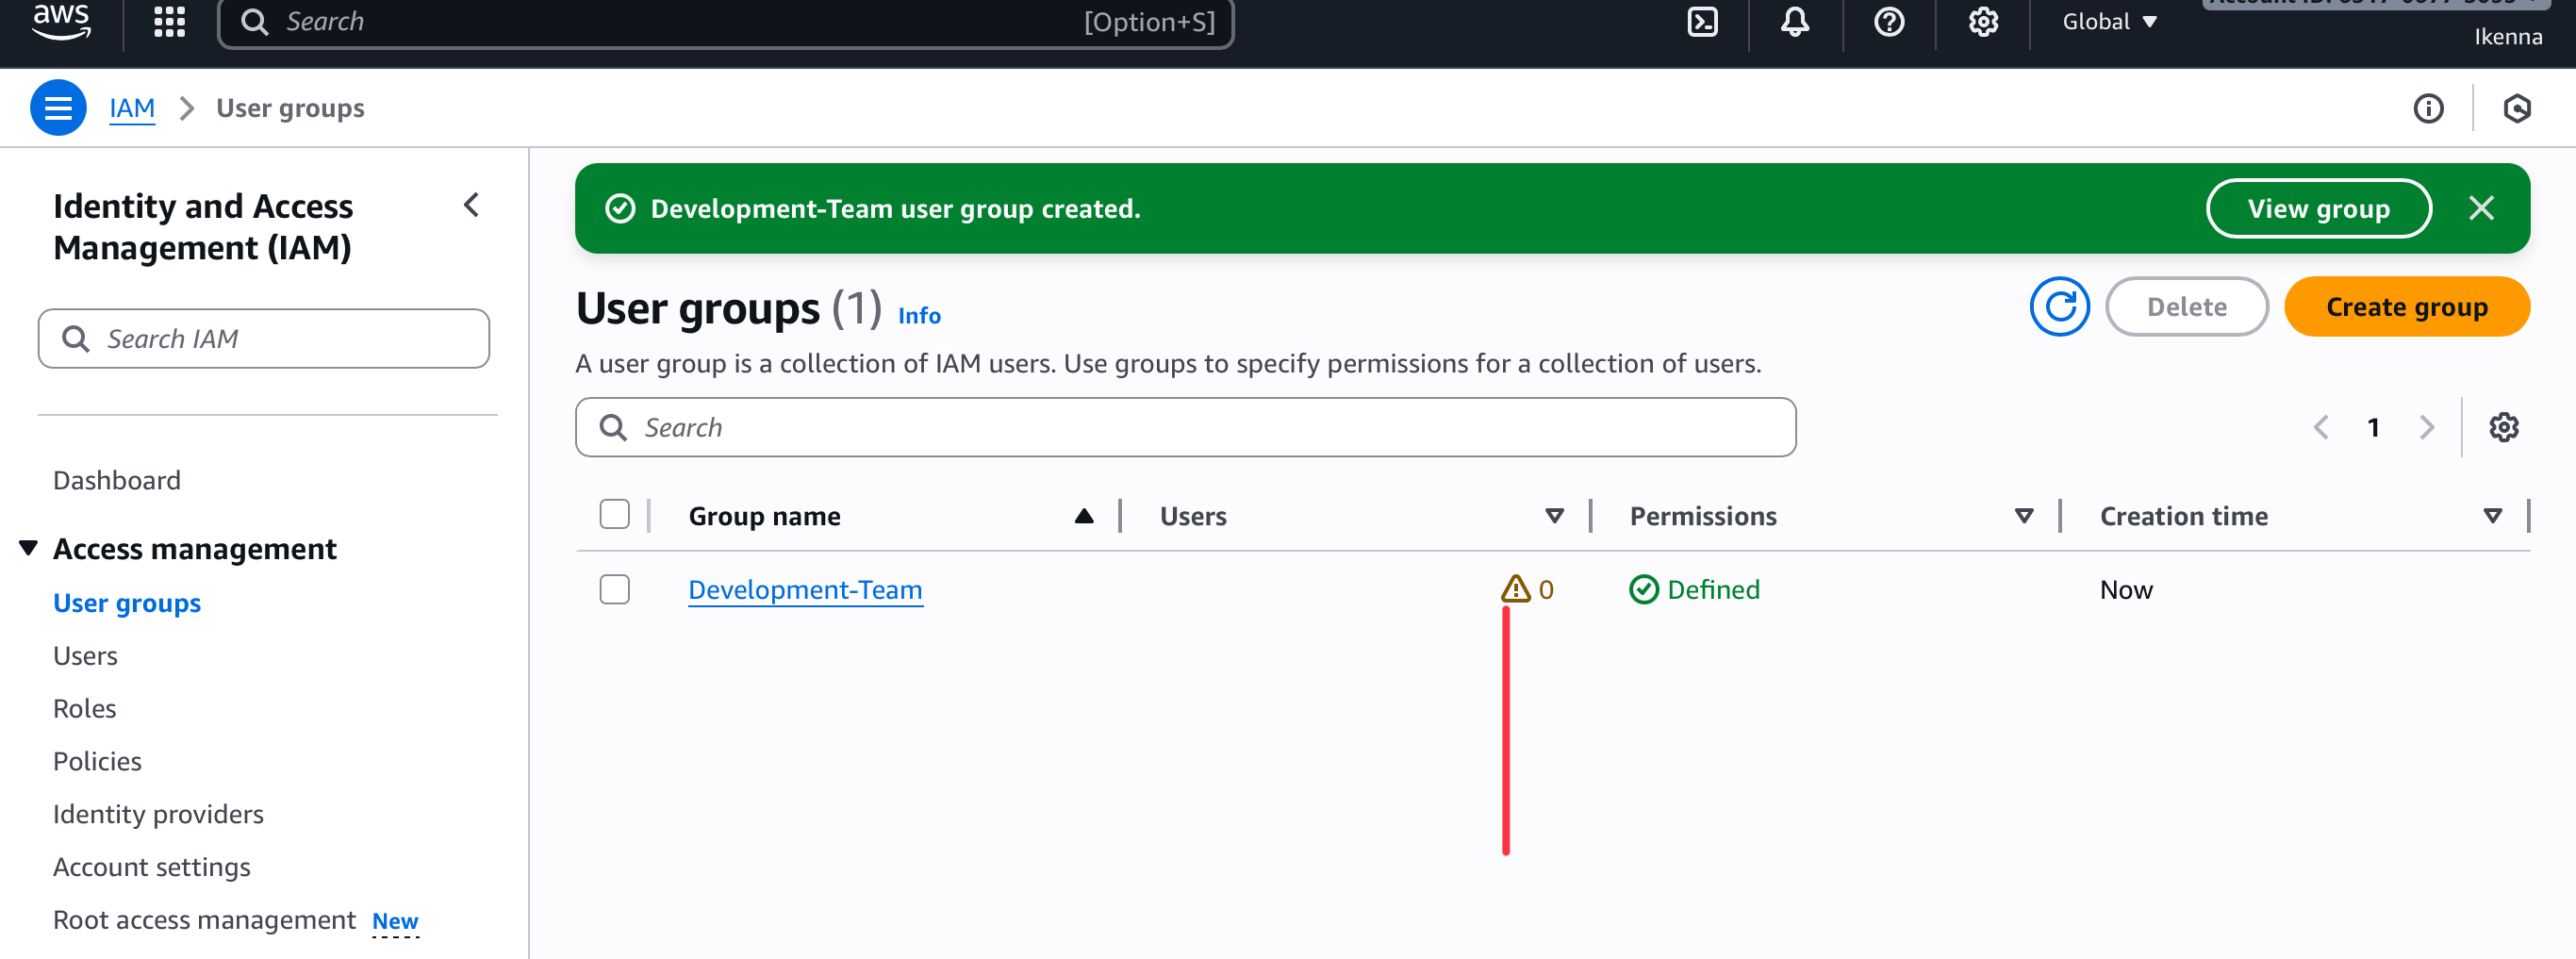 aws
Search [Option+S]
Global
Ikenna
IAM
User groups
Identity and Access
Management (IAM)
Search IAM
Dashboard
Access management
User groups
Users
Roles
Policies
Identity providers
Account settings
Root access management New
Development-Team user group created.
View group
User groups (1) Info
Delete
Create group
A user group is a collection of IAM users. Use groups to specify permissions for a collection of users.
Search
1
Group name Users Permissions Creation time
Development-Team 0 Defined Now